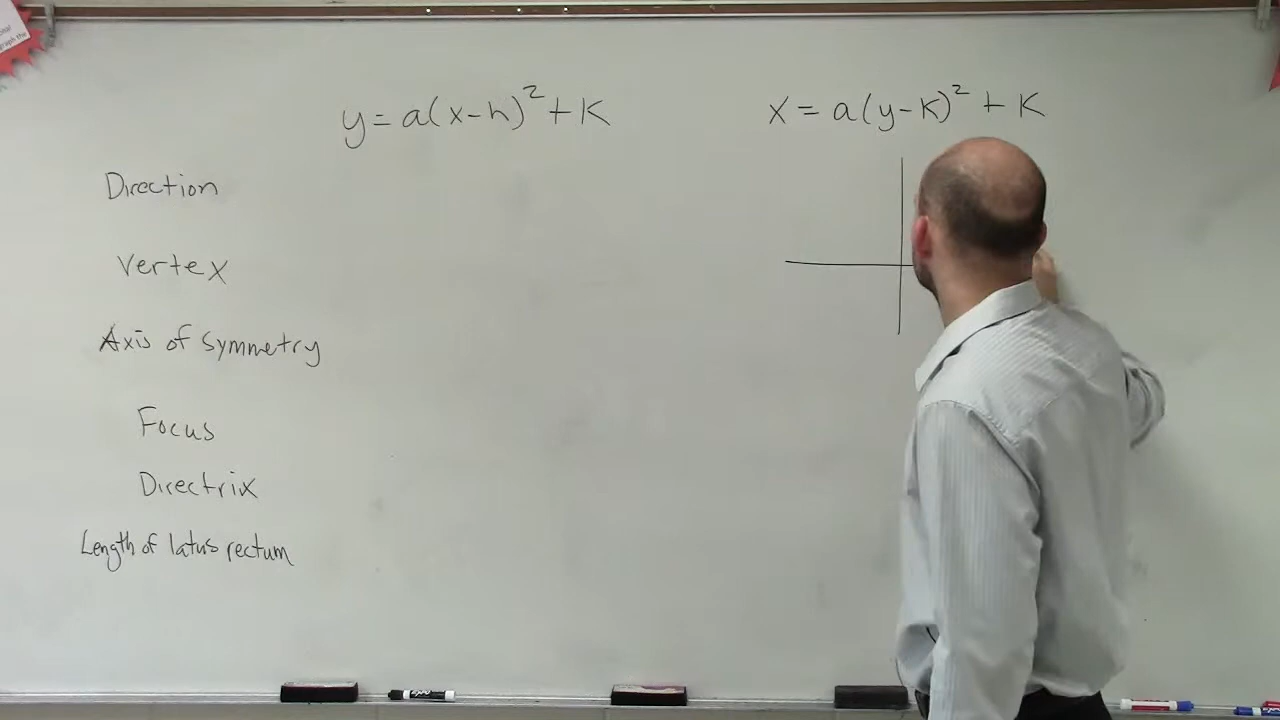 y = a(x-h)² + K
x = a(y-K)² + K
Direction
Vertex
Axis of Symmetry
Focus
Directrix
Length of latus rectum